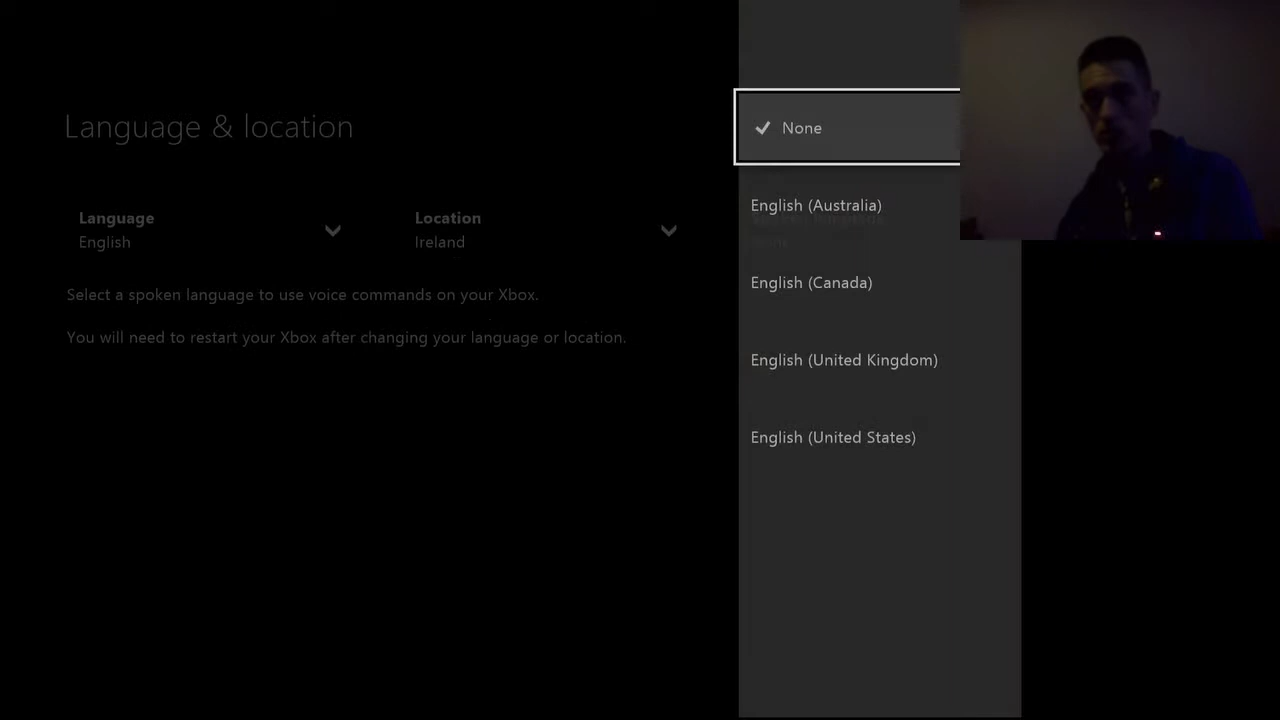 Language & location
Language
English
Location
Ireland
Select a spoken language to use voice commands on your Xbox.
You will need to restart your Xbox after changing your language or location.
None
English (Australia)
English (Canada)
English (United Kingdom)
English (United States)